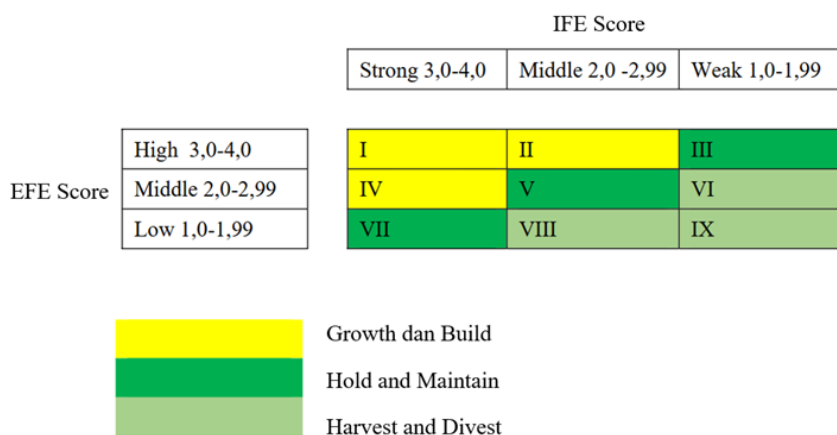 IFE Score
Strong 3,0-4,0 Middle 2,0 -2,99 Weak 1,0-1,99
High 3,0-4,0 I II III
EFE Score Middle 2,0-2,99 IV V VI
Low 1,0-1,99 VII VIII IX
Growth dan Build
Hold and Maintain
Harvest and Divest